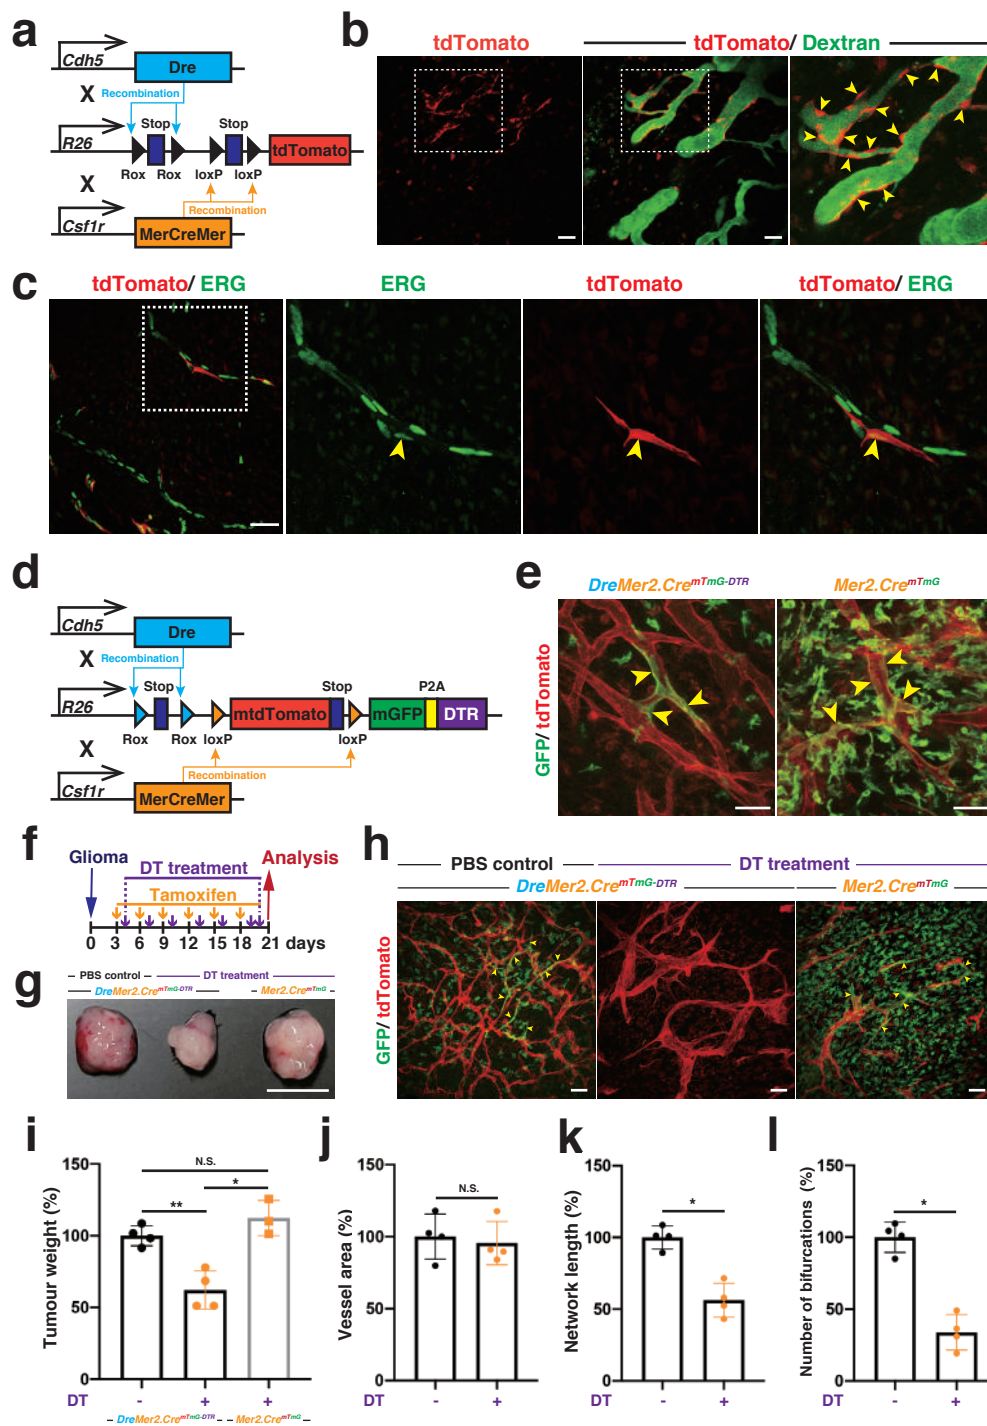 a
Cdh5
Dre
X
Recombination
Stop
Stop
R26
tdTomato
Rox
Rox
loxP
loxP
X
Recombination
Csf1r
MerCreMer
b
tdTomato
tdTomato/ Dextran
c
tdTomato/ ERG
ERG
tdTomato
tdTomato/ ERG
d
Cdh5
Dre
X
Recombination
Stop
Stop
P2A
R26
mtdTomato
mGFP
DTR
Rox
Rox
loxP
loxP
X
Recombination
Csf1r
MerCreMer
e
DreMer2.CremTmG-DTR
Mer2.CremTmG
GFP/ tdTomato
f
Glioma
Analysis
DT treatment
Tamoxifen
0 3 6 9 12 15 18 21 days
g
PBS control
DT treatment
DreMer2.CremTmG-DTR
Mer2.CremTmG
h
PBS control
DT treatment
DreMer2.CremTmG-DTR
Mer2.CremTmG
GFP/ tdTomato
i
Tumour weight (%)
150
100
50
0
N.S.
**
*
DT - + +
DreMer2.CremTmG-DTR
Mer2.CremTmG
j
Vessel area (%)
150
100
50
0
N.S.
DT - +
k
Network length (%)
150
100
50
0
*
DT - +
l
Number of bifurcations (%)
150
100
50
0
*
DT - +